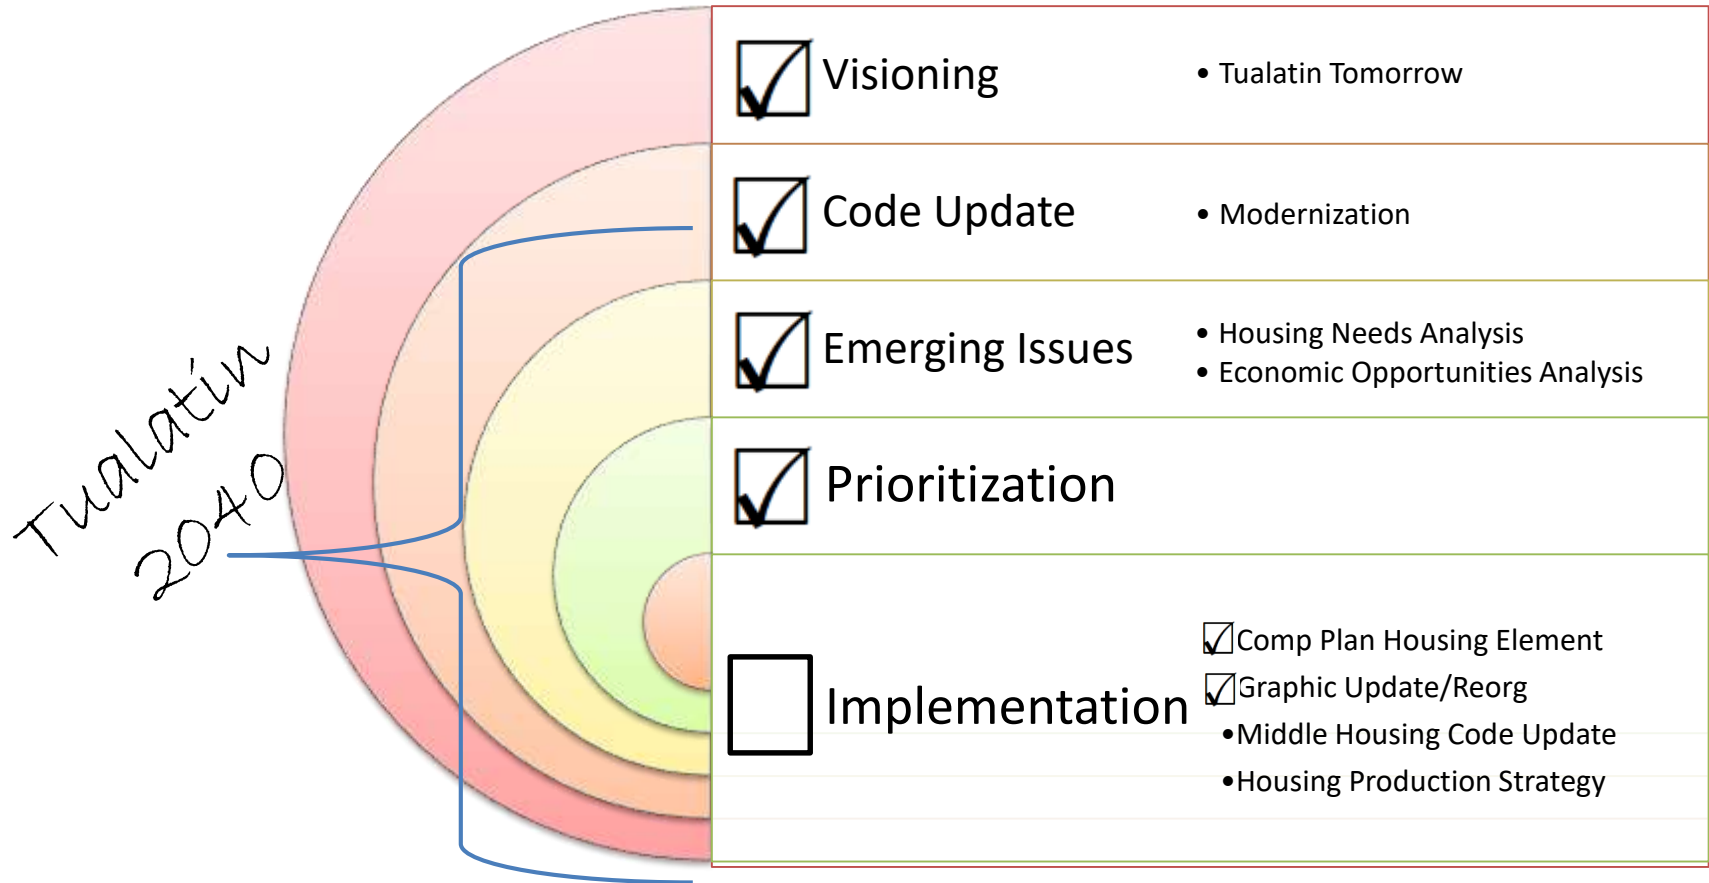 Tualatin
2040
Visioning
• Tualatin Tomorrow
Code Update
• Modernization
Emerging Issues
• Housing Needs Analysis
• Economic Opportunities Analysis
Prioritization
Implementation
Comp Plan Housing Element
Graphic Update/Reorg
•Middle Housing Code Update
•Housing Production Strategy